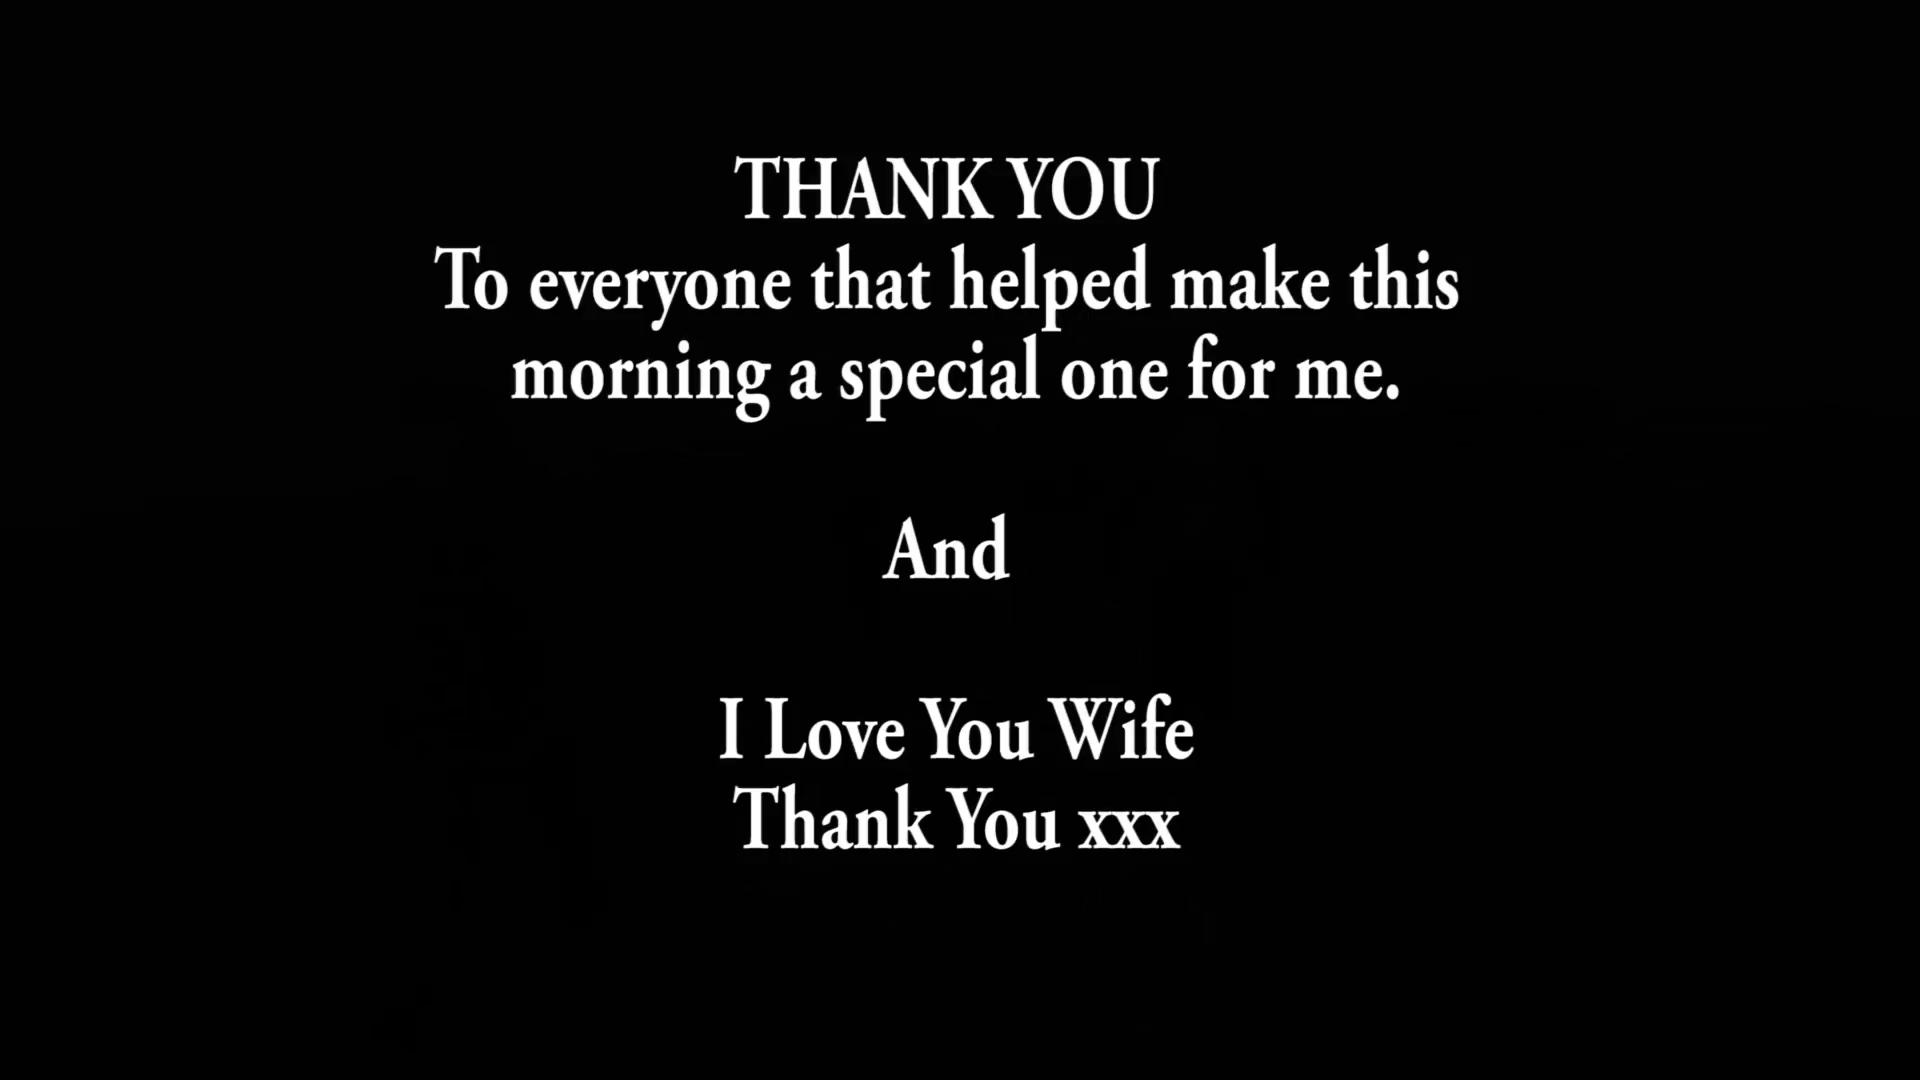 THANK YOU
To everyone that helped make this
morning a special one for me.
And
I Love You Wife
Thank You xxx